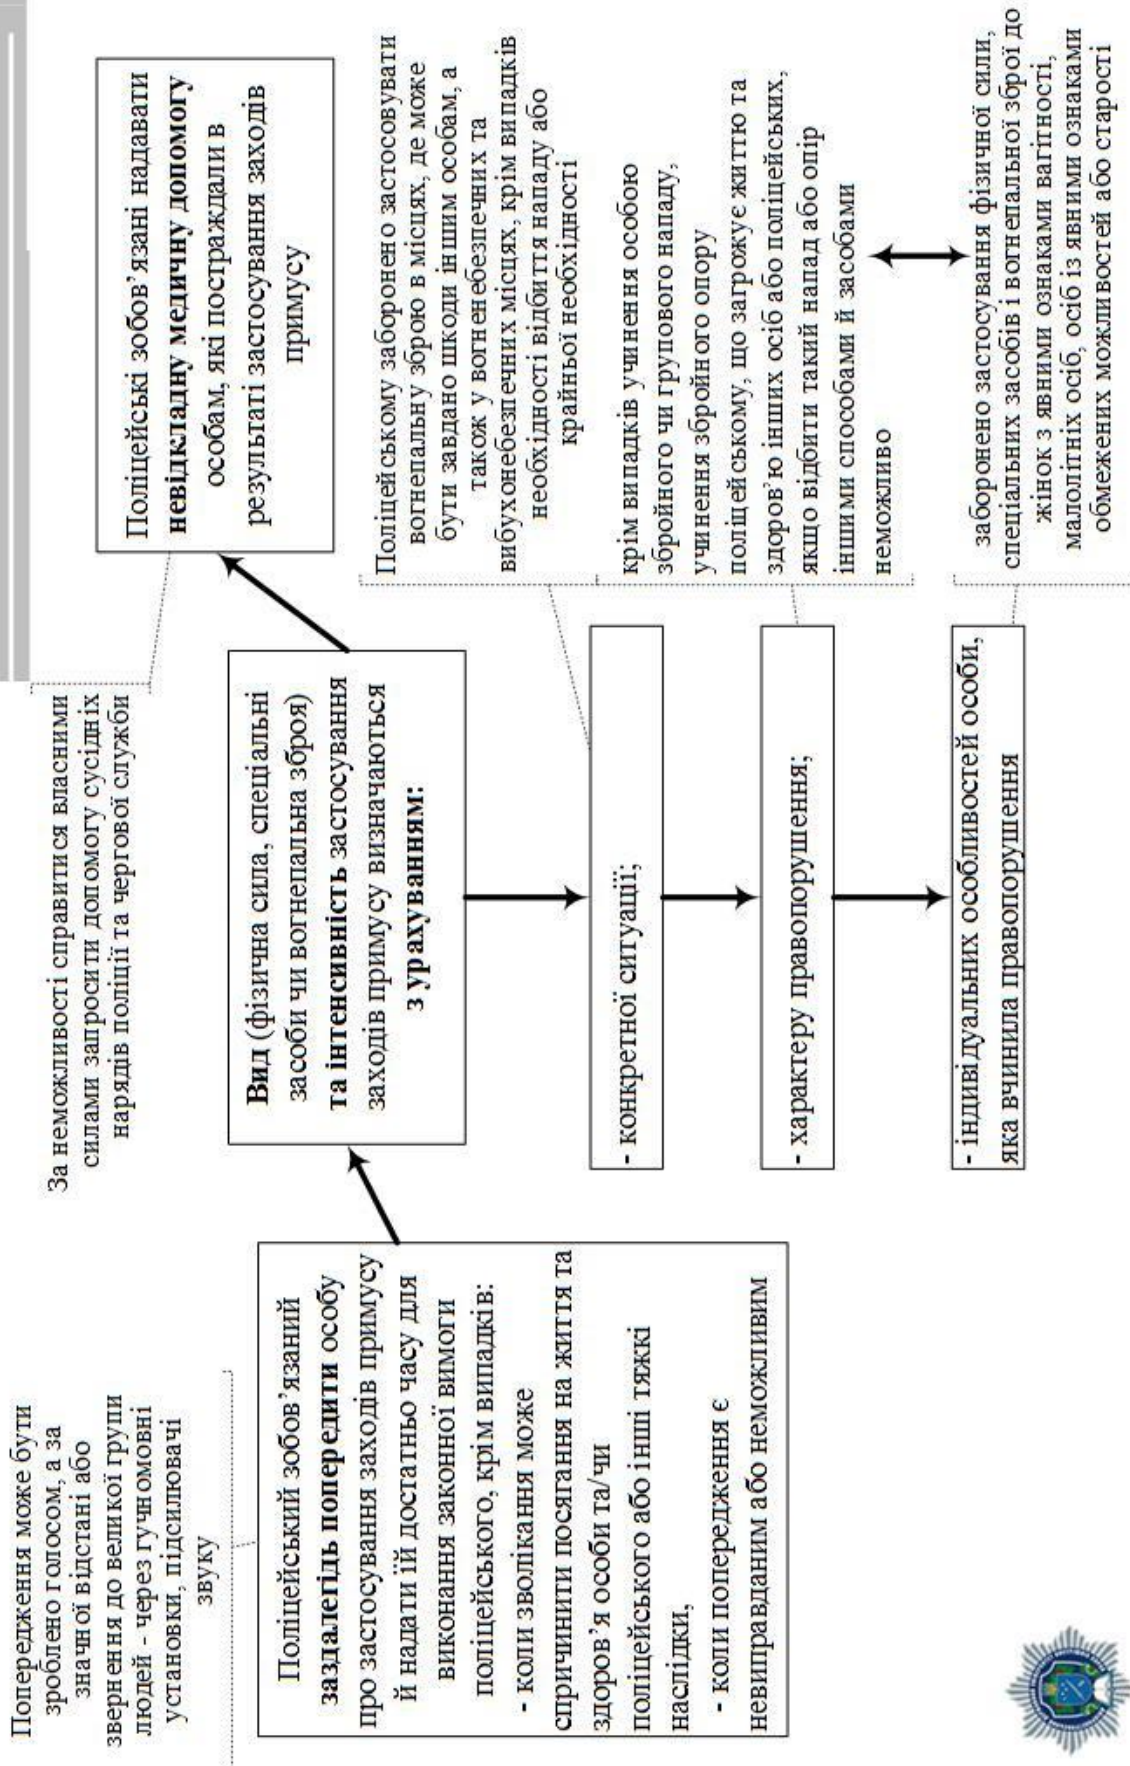 Попередження може бути
зроблено голосом, а за
значної відстані або
звернення до великої групи
людей - через гучномовні
установки, підсилювачі
звуку
Поліцейський зобов’язаний
заздалегідь попередити особу
про застосування заходів примусу
й надати їй достатньо часу для
виконання законної вимоги
поліцейського, крім випадків:
- коли зволікання може
спричинити посягання на життя та
здоров’я особи та/чи
поліцейського або інші тяжкі
наслідки,
- коли попередження є
невиправданим або неможливим
За неможливості справитися власними
силами запросити допомогу сусідніх
нарядів поліції та чергової служби
Вид (фізична сила, спеціальні
засоби чи вогнепальна зброя)
та інтенсивність застосування
заходів примусу визначаються
з урахуванням:
- конкретної ситуації;
- характеру правопорушення;
- індивідуальних особливостей особи,
яка вчинила правопорушення
Поліцейські зобов’язані надавати
невідкладну медичну допомогу
особам, які постраждали в
результаті застосування заходів
примусу
Поліцейському заборонено застосовувати
вогнепальну зброю в місцях, де може
бути завдано шкоди іншим особам, а
також у вогненебезпечних та
вибухонебезпечних місцях, крім випадків
необхідності відбиття нападу або
крайньої необхідності
крім випадків учинення особою
збройного чи групового нападу,
учинення збройного опору
поліцейському, що загрожує життю та
здоров’ю інших осіб або поліцейських,
якщо відбити такий напад або опір
іншими способами й засобами
неможливо
заборонено застосування фізичної сили,
спеціальних засобів і вогнепальної зброї до
жінок з явними ознаками вагітності,
малолітніх осіб, осіб із явними ознаками
обмежених можливостей або старості